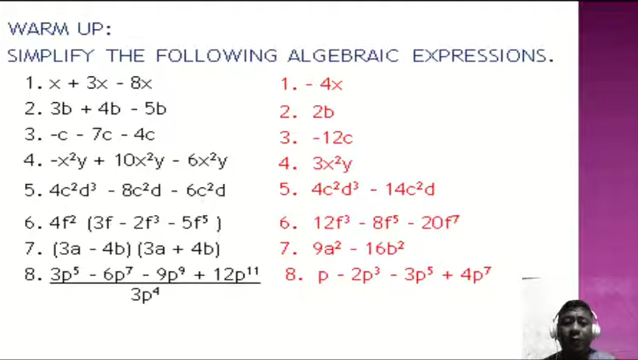 WARM UP:
SIMPLIFY THE FOLLOWING ALGEBRAIC EXPRESSIONS.
1. x + 3x - 8x
2. 3b + 4b - 5b
3. -c - 7c - 4c
4. -x²y + 10x²y - 6x²y
5. 4c²d³ - 8c²d - 6c²d
6. 4f² (3f - 2f³ - 5f⁵ )
7. (3a - 4b) (3a + 4b)
8. 3p⁵ - 6p⁷ - 9p⁹ + 12p¹¹
3p⁴
1. - 4x
2. 2b
3. -12c
4. 3x²y
5. 4c²d³ - 14c²d
6. 12f³ - 8f⁵ - 20f⁷
7. 9a² - 16b²
8. p - 2p³ - 3p⁵ + 4p⁷